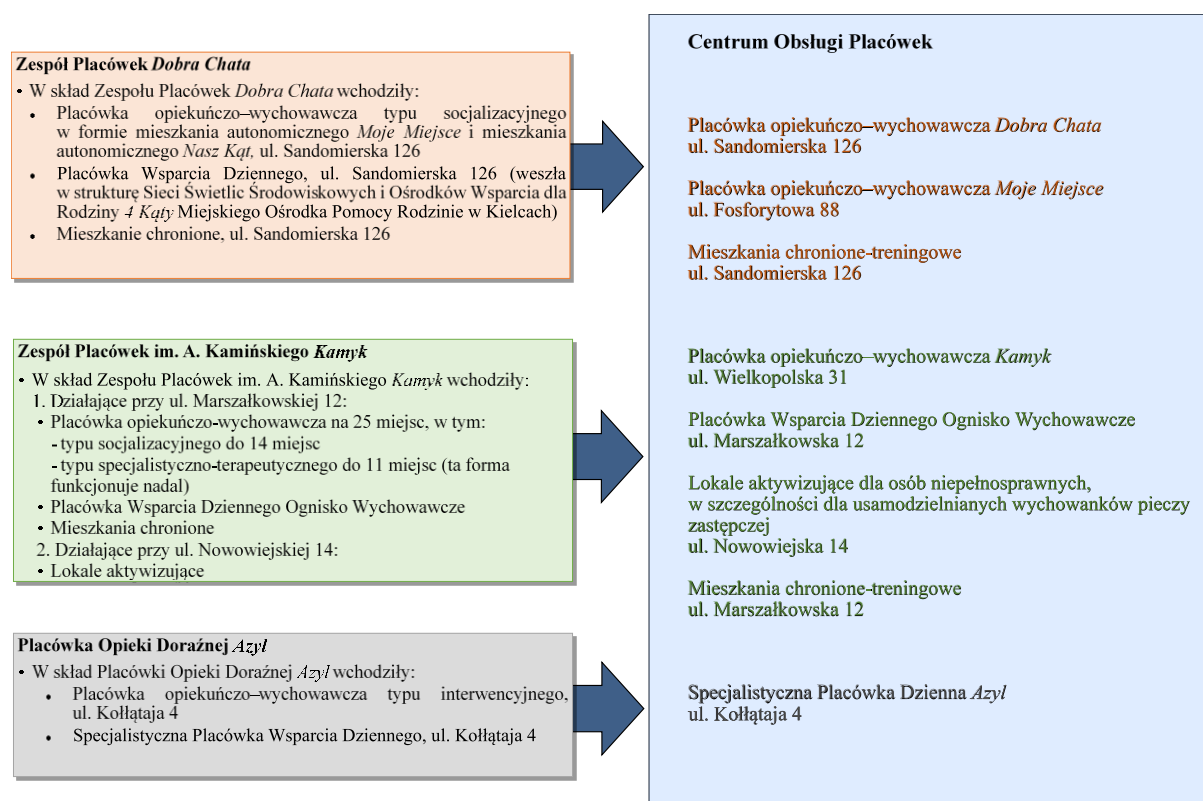 Zespół Placówek Dobra Chata
• W skład Zespołu Placówek Dobra Chata wchodziły:
• Placówka opiekuńczo–wychowawcza typu socjalizacyjnego
w formie mieszkania autonomicznego Moje Miejsce i mieszkania
autonomicznego Nasz Kąt, ul. Sandomierska 126
• Placówka Wsparcia Dziennego, ul. Sandomierska 126 (weszła
w strukturę Sieci Świetlic Środowiskowych i Ośrodków Wsparcia dla
Rodziny 4 Kąty Miejskiego Ośrodka Pomocy Rodzinie w Kielcach)
• Mieszkanie chronione, ul. Sandomierska 126
Zespół Placówek im. A. Kamińskiego Kamyk
• W skład Zespołu Placówek im. A. Kamińskiego Kamyk wchodziły:
1. Działające przy ul. Marszałkowskiej 12:
• Placówka opiekuńczo-wychowawcza na 25 miejsc, w tym:
- typu socjalizacyjnego do 14 miejsc
- typu specjalistyczno-terapeutycznego do 11 miejsc (ta forma
funkcjonuje nadal)
• Placówka Wsparcia Dziennego Ognisko Wychowawcze
• Mieszkania chronione
2. Działające przy ul. Nowowiejskiej 14:
• Lokale aktywizujące
Placówka Opieki Doraźnej Azyl
• W skład Placówki Opieki Doraźnej Azyl wchodziły:
• Placówka opiekuńczo–wychowawcza typu interwencyjnego,
ul. Kołłątaja 4
• Specjalistyczna Placówka Wsparcia Dziennego, ul. Kołłątaja 4
Centrum Obsługi Placówek
Placówka opiekuńczo–wychowawcza Dobra Chata
ul. Sandomierska 126
Placówka opiekuńczo–wychowawcza Moje Miejsce
ul. Fosforytowa 88
Mieszkania chronione-treningowe
ul. Sandomierska 126
Placówka opiekuńczo–wychowawcza Kamyk
ul. Wielkopolska 31
Placówka Wsparcia Dziennego Ognisko Wychowawcze
ul. Marszałkowska 12
Lokale aktywizujące dla osób niepełnosprawnych,
w szczególności dla usamodzielnianych wychowanków pieczy
zastępczej
ul. Nowowiejska 14
Mieszkania chronione-treningowe
ul. Marszałkowska 12
Specjalistyczna Placówka Dzienna Azyl
ul. Kołłątaja 4